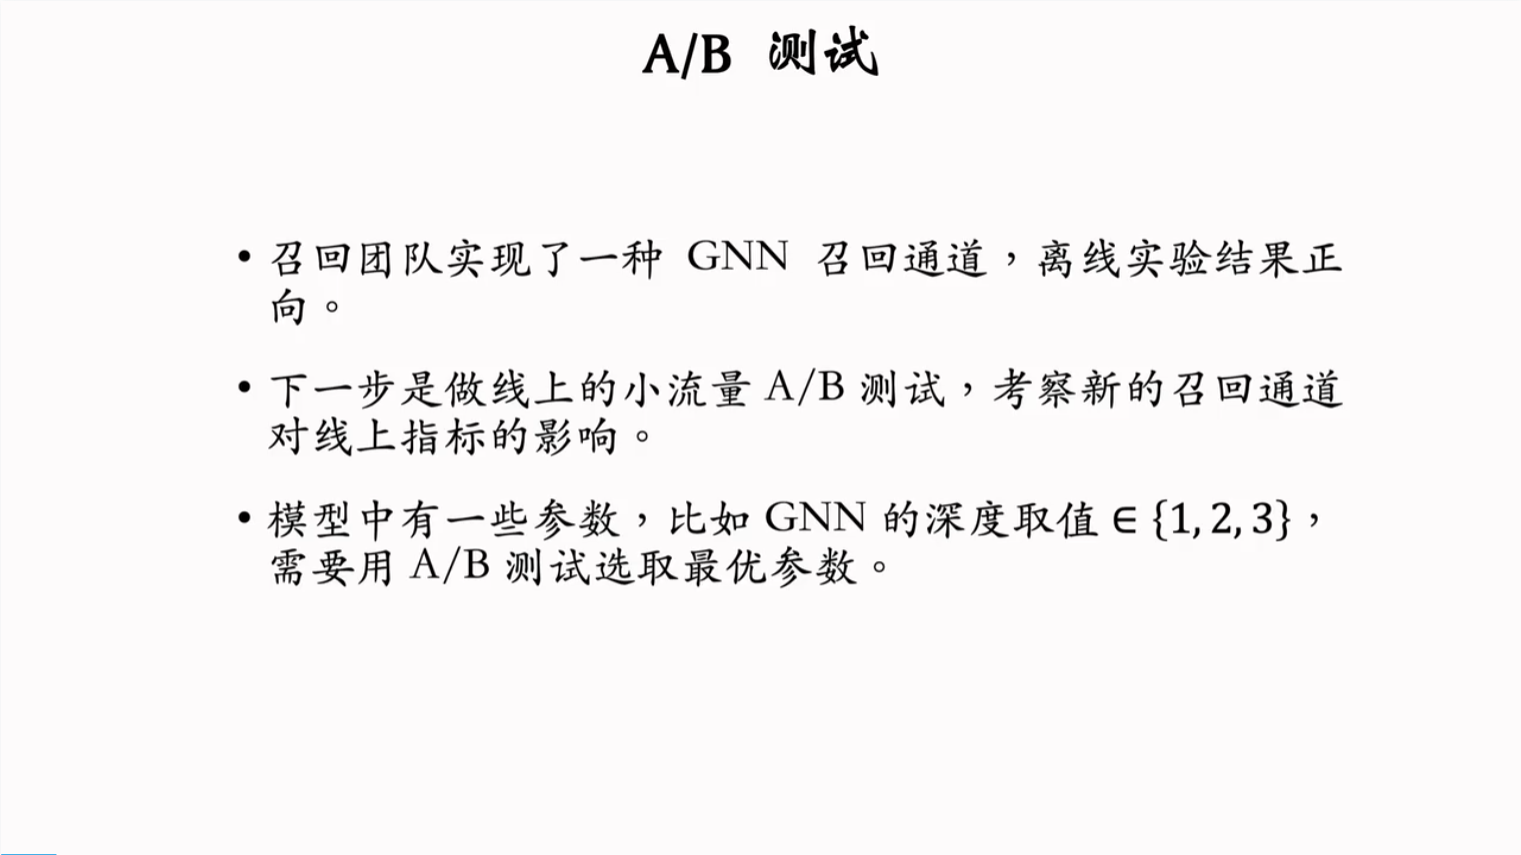 A/B 测试
• 召回团队实现了一种 GNN 召回通道，离线实验结果正
向。
• 下一步是做线上的小流量 A/B 测试，考察新的召回通道
对线上指标的影响。
• 模型中有一些参数，比如 GNN 的深度取值 ∈ {1, 2, 3}，
需要用 A/B 测试选取最优参数。